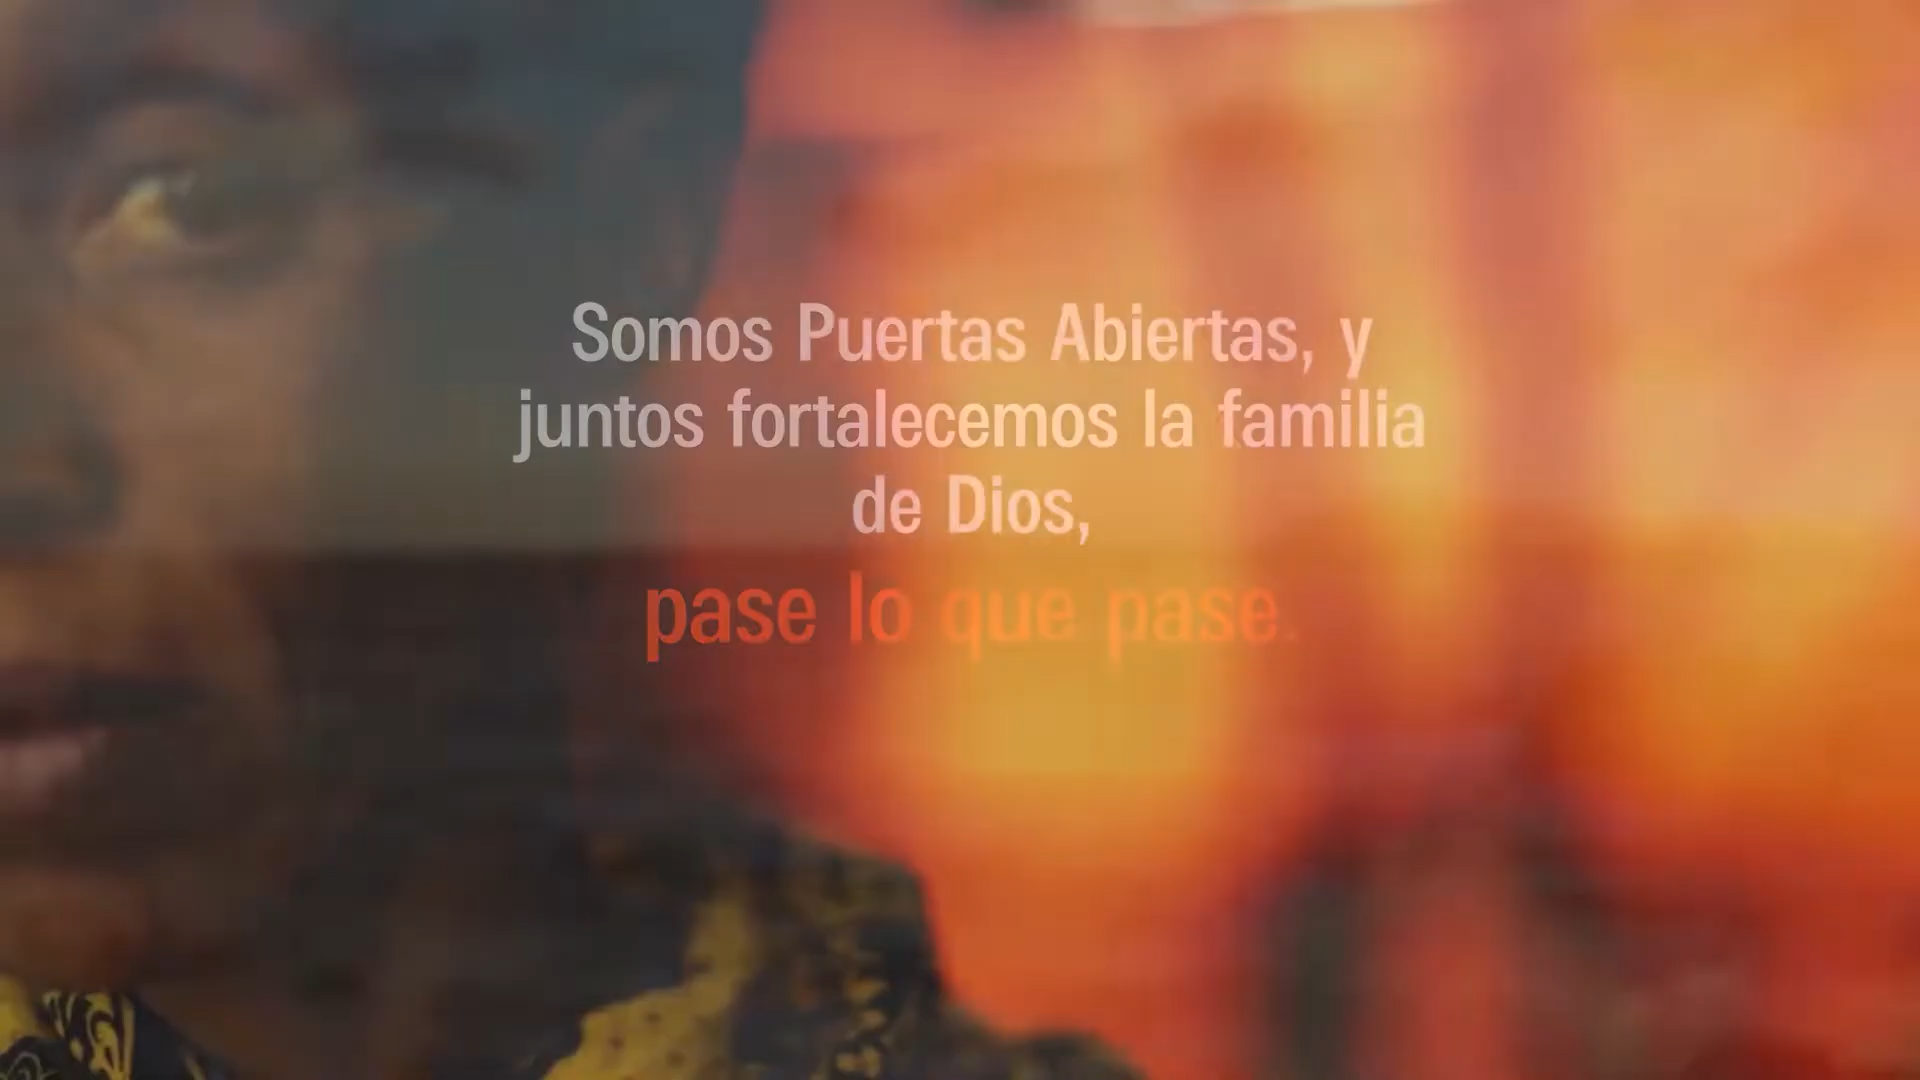 Somos Puertas Abiertas, y
juntos fortalecemos la familia
de Dios,
pase lo que pase.